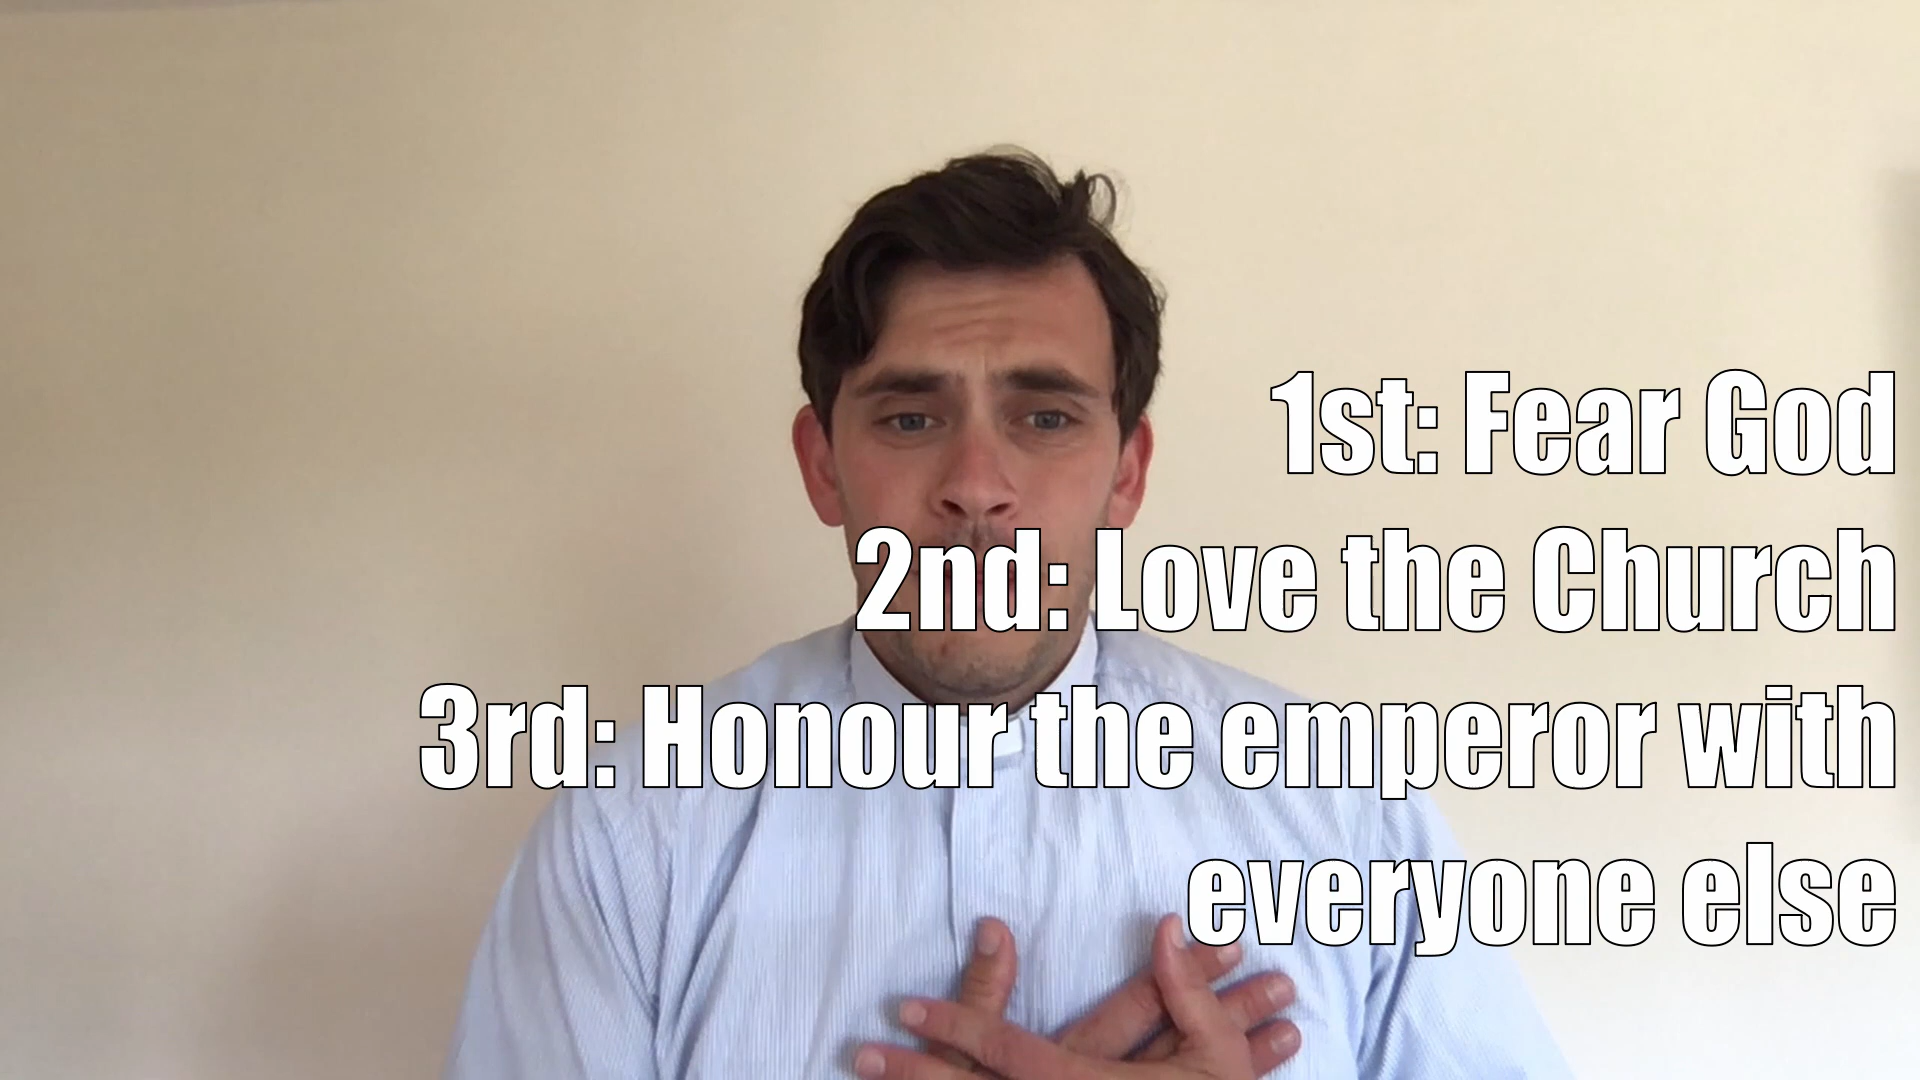 1st: Fear God
2nd: Love the Church
3rd: Honour the emperor with
everyone else